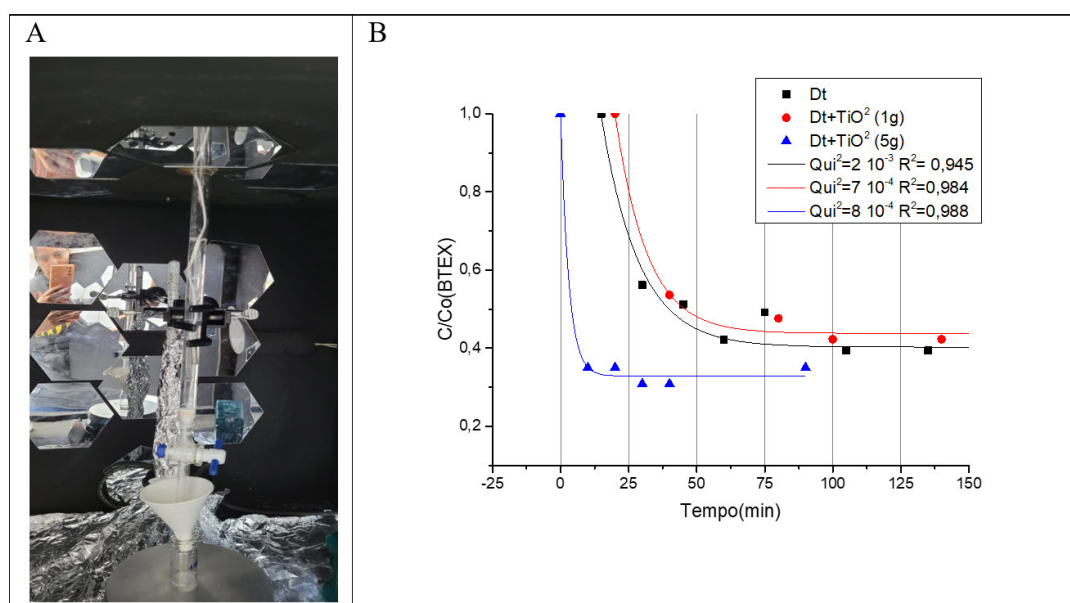 A
B
Dt
Dt+TiO² (1g)
Dt+TiO² (5g)
Qui²=2 10⁻³ R²= 0,945
Qui²=7 10⁻⁴ R²=0,984
Qui²=8 10⁻⁴ R²=0,988
1,0
0,8
0,6
0,4
0,2
C/Co(BTEX)
-25 0 25 50 75 100 125 150
Tempo(min)